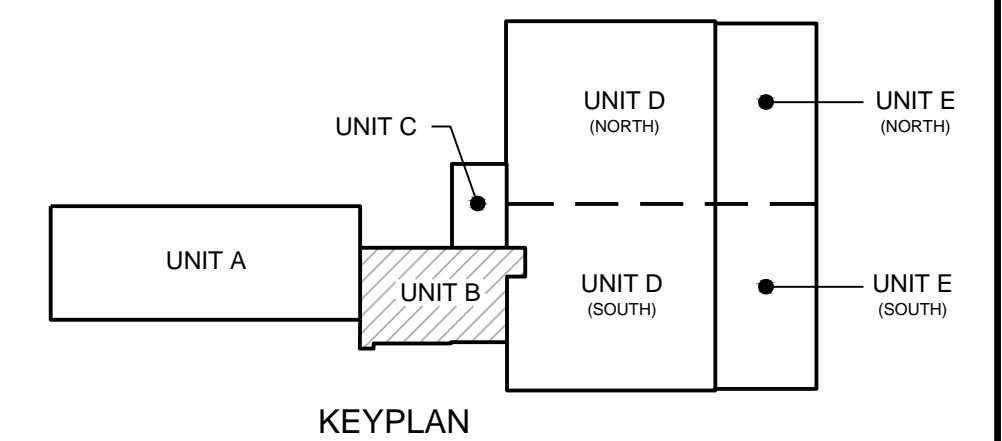 UNIT D
(NORTH)
UNIT E
(NORTH)
UNIT C
UNIT A
UNIT B
UNIT D
(SOUTH)
UNIT E
(SOUTH)
KEYPLAN